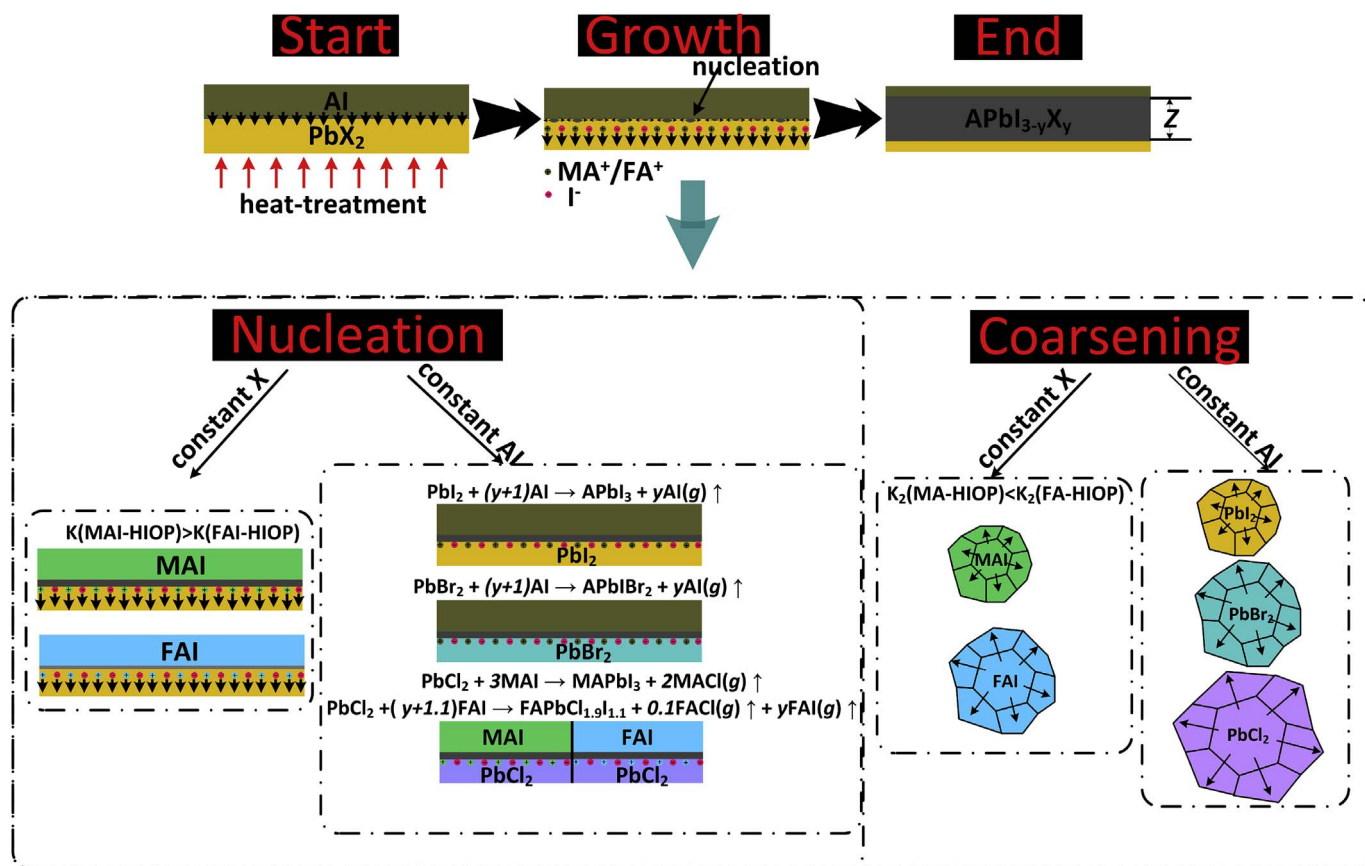 Start
Growth
End
nucleation
AI
PbX₂
APbI₃₋yXy
Z
heat-treatment
MA⁺/FA⁺
I⁻
Nucleation
Coarsening
constant X
constant AI
constant X
constant AI
K(MAI-HIOP)>K(FAI-HIOP)
MAI
FAI
PbI₂ + (y+1)AI → APbI₃ + yAI(g) ↑
PbI₂
PbBr₂ + (y+1)AI → APbIBr₂ + yAI(g) ↑
PbBr₂
PbCl₂ + 3MAI → MAPbI₃ + 2MACl(g) ↑
PbCl₂ +( y+1.1)FAI → FAPbCl₁.₉I₁.₁ + 0.1FACl(g) ↑ + yFAI(g) ↑
MAI FAI
PbCl₂ PbCl₂
K₂(MA-HIOP)<K₂(FA-HIOP)
MAI
FAI
PbI₂
PbBr₂
PbCl₂